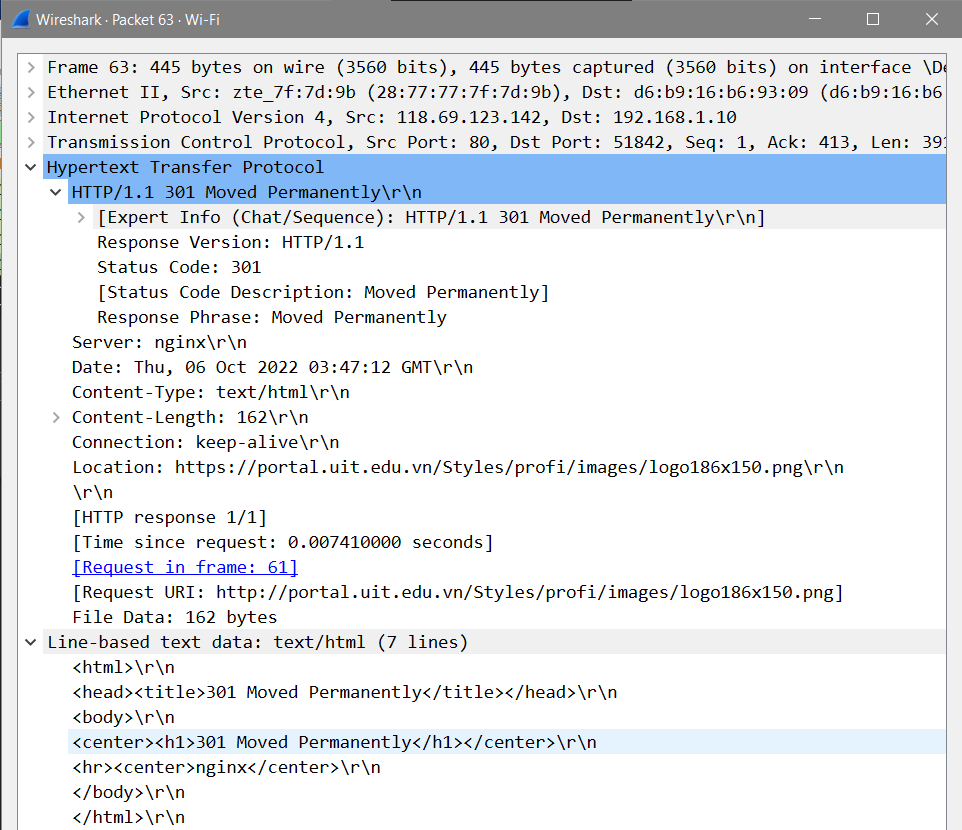 Wireshark · Packet 63 · Wi-Fi
Frame 63: 445 bytes on wire (3560 bits), 445 bytes captured (3560 bits) on interface
Ethernet II, Src: zte_7f:7d:9b (28:77:77:7f:7d:9b), Dst: d6:b9:16:b6:93:09 (d6:b9:16:b6
Internet Protocol Version 4, Src: 118.69.123.142, Dst: 192.168.1.10
Transmission Control Protocol, Src Port: 80, Dst Port: 51842, Seq: 1, Ack: 413, Len: 391
Hypertext Transfer Protocol
HTTP/1.1 301 Moved Permanently\r\n
[Expert Info (Chat/Sequence): HTTP/1.1 301 Moved Permanently\r\n]
Response Version: HTTP/1.1
Status Code: 301
[Status Code Description: Moved Permanently]
Response Phrase: Moved Permanently
Server: nginx\r\n
Date: Thu, 06 Oct 2022 03:47:12 GMT\r\n
Content-Type: text/html\r\n
Content-Length: 162\r\n
Connection: keep-alive\r\n
Location: https://portal.uit.edu.vn/Styles/profi/images/logo186x150.png\r\n
\r\n
[HTTP response 1/1]
[Time since request: 0.007410000 seconds]
[Request in frame: 61]
[Request URI: http://portal.uit.edu.vn/Styles/profi/images/logo186x150.png]
File Data: 162 bytes
Line-based text data: text/html (7 lines)
<html>\r\n
<head><title>301 Moved Permanently</title></head>\r\n
<body>\r\n
<center><h1>301 Moved Permanently</h1></center>\r\n
<hr><center>nginx</center>\r\n
</body>\r\n
</html>\r\n